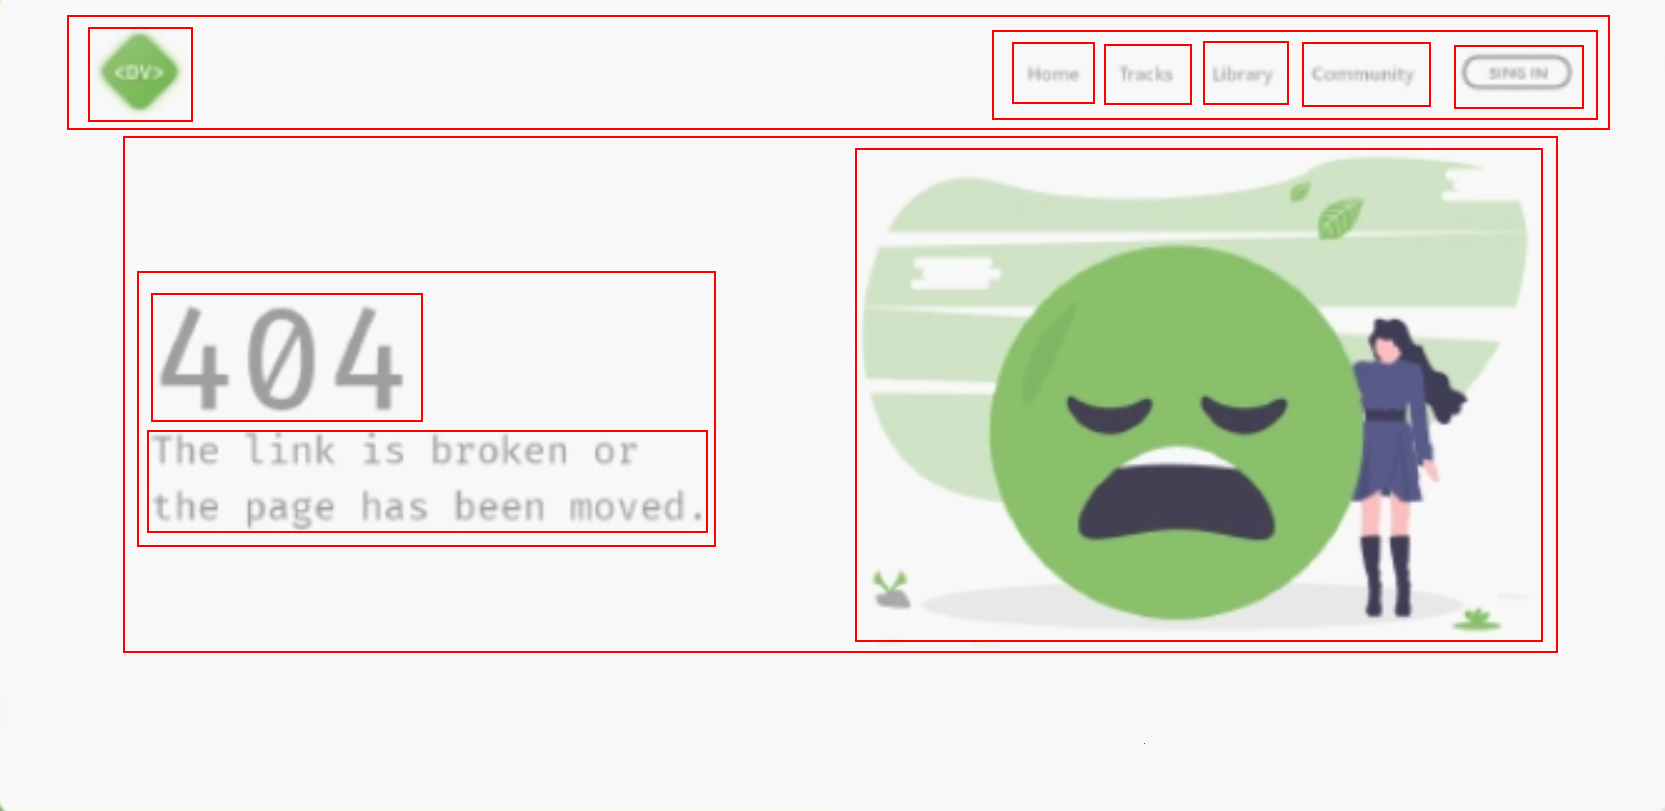 <DV>
Home Tracks Library Community SING IN
404
The link is broken or
the page has been moved.